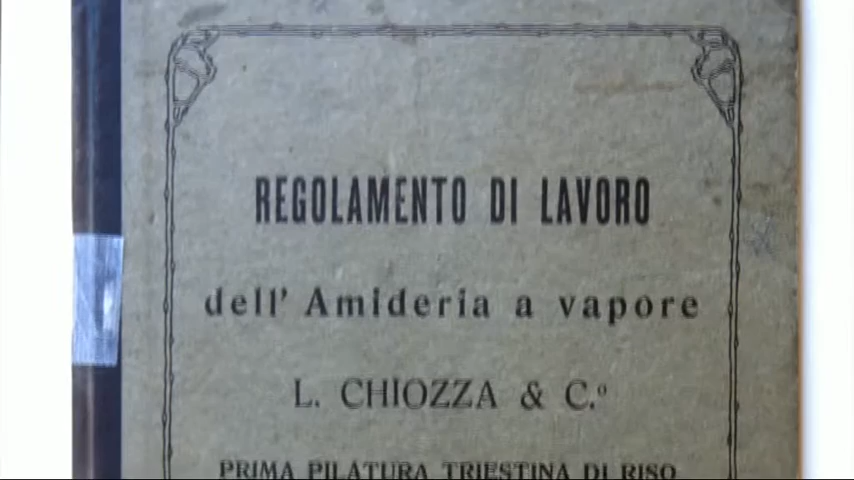 REGOLAMENTO DI LAVORO
dell' Amideria a vapore
L. CHIOZZA & C.º
PRIMA PILATURA TRIESTINA DI RISO